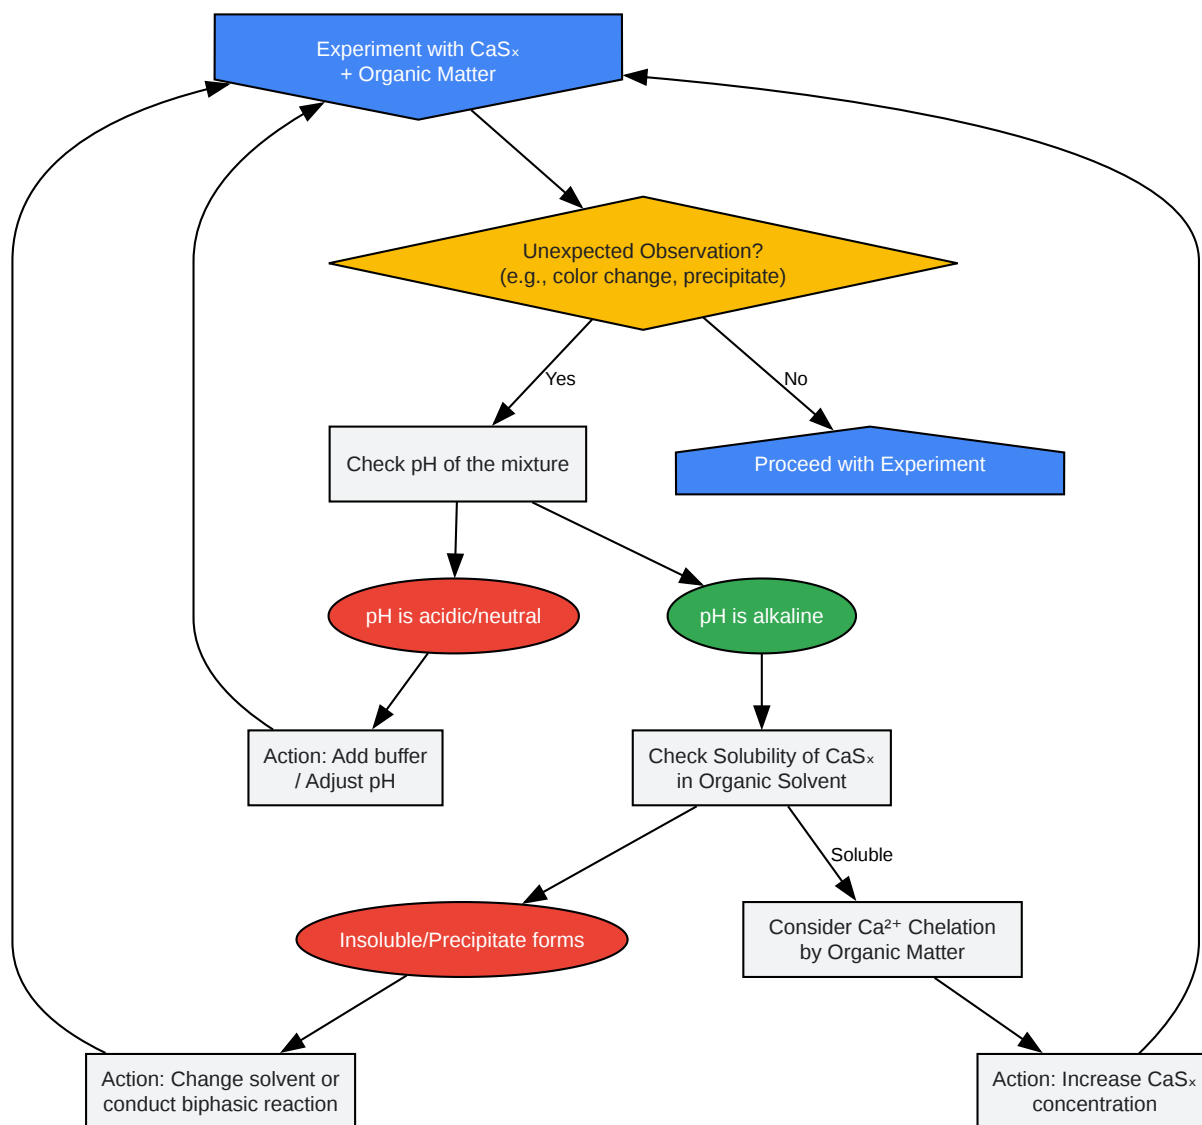 Experiment with CaSₓ
+ Organic Matter
Unexpected Observation?
(e.g., color change, precipitate)
Yes
No
Check pH of the mixture
Proceed with Experiment
pH is acidic/neutral
pH is alkaline
Action: Add buffer
/ Adjust pH
Check Solubility of CaSₓ
in Organic Solvent
Soluble
Insoluble/Precipitate forms
Consider Ca²⁺ Chelation
by Organic Matter
Action: Change solvent or
conduct biphasic reaction
Action: Increase CaSₓ
concentration